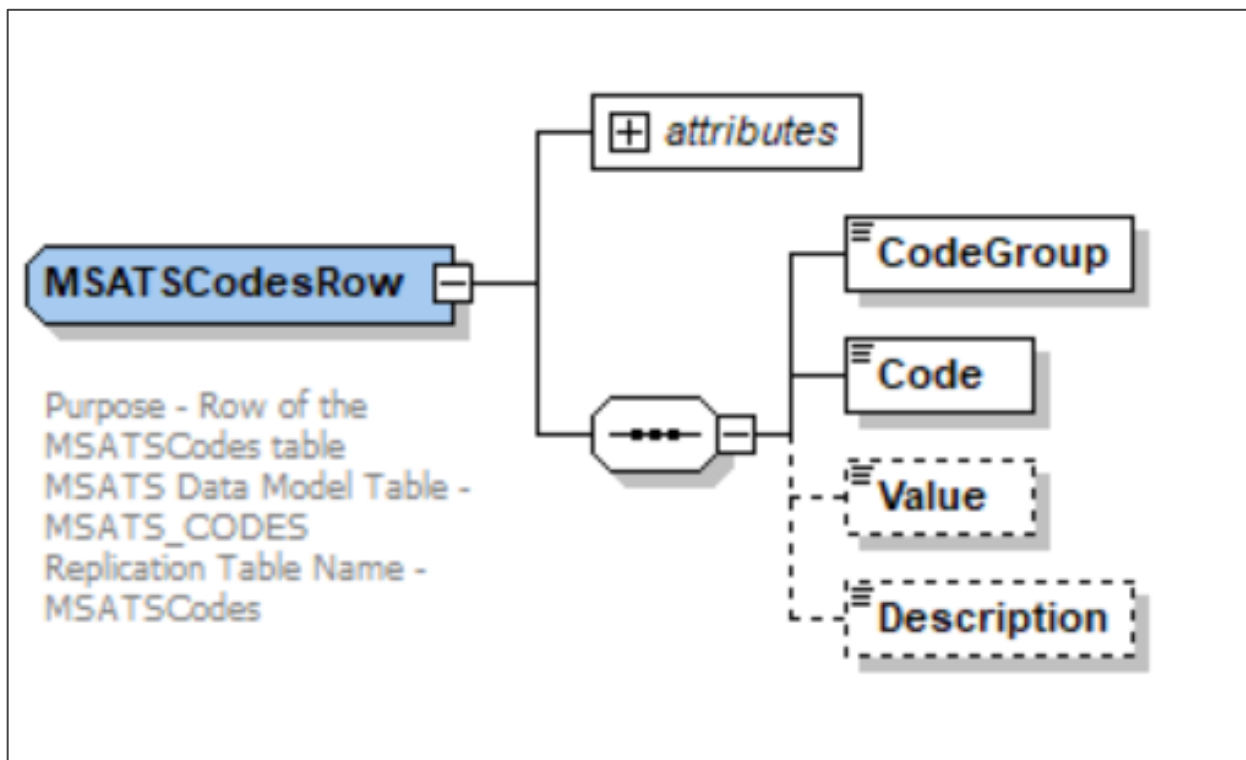 attributes
MSATSCodesRow
CodeGroup
Code
Value
Description
Purpose - Row of the
MSATSCodes table
MSATS Data Model Table -
MSATS_CODES
Replication Table Name -
MSATSCodes